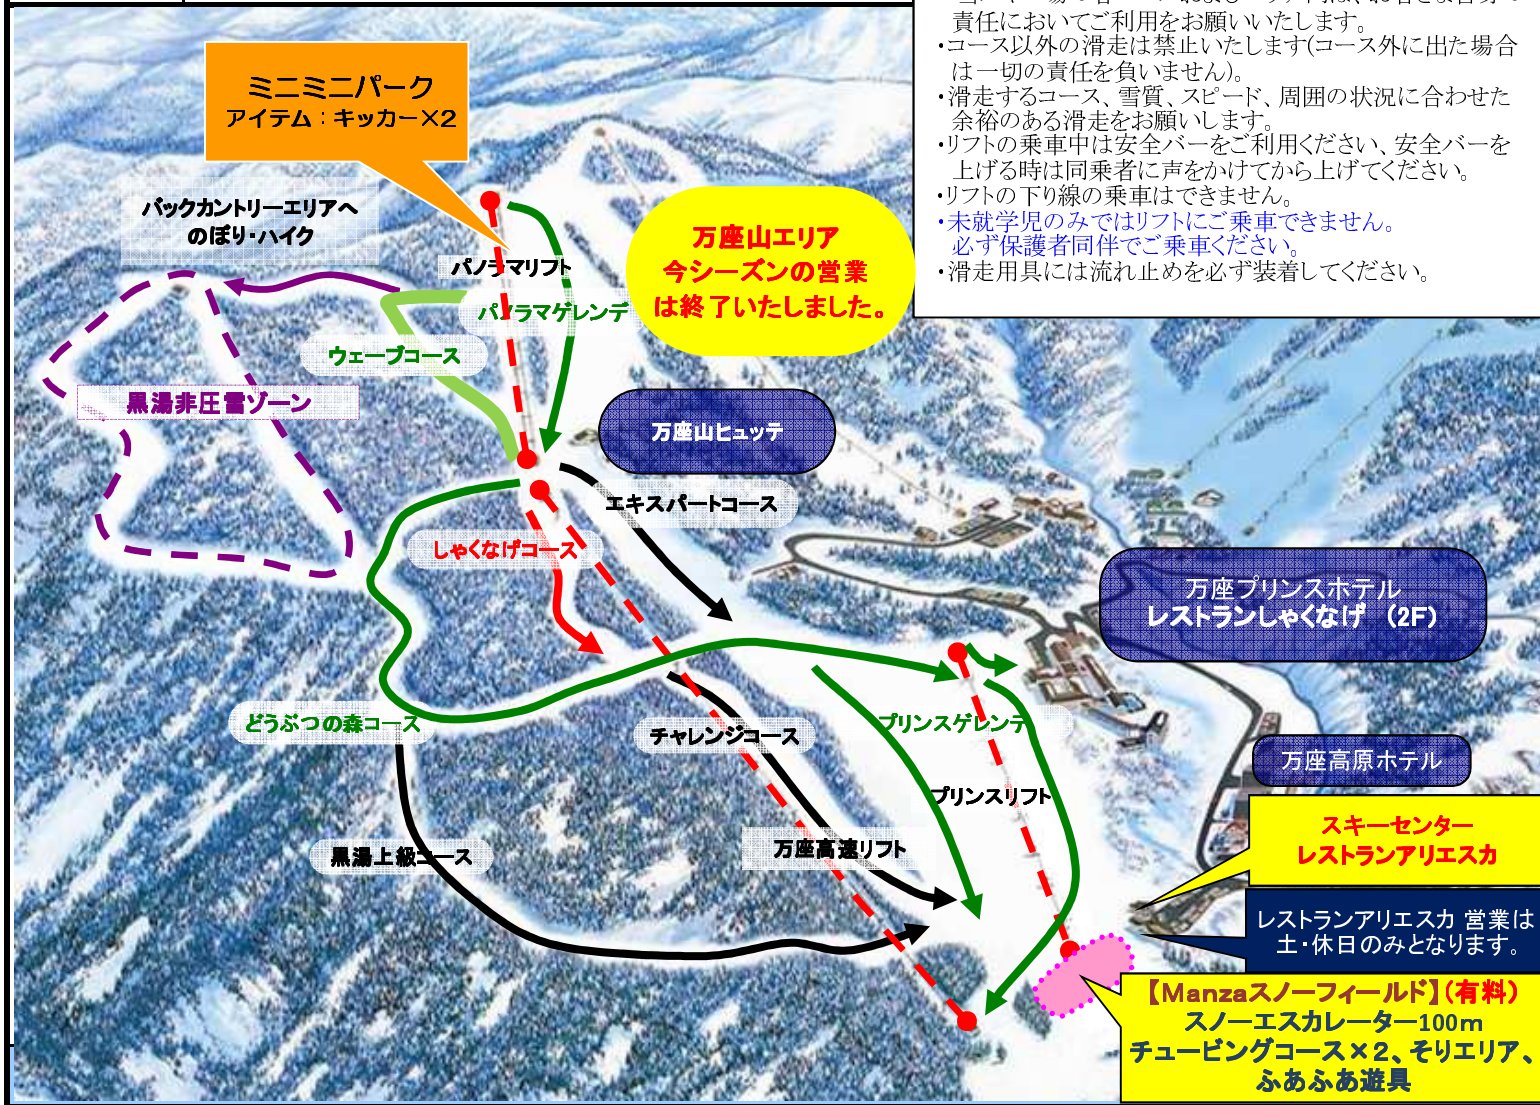 責任においてご利用をお願いいたします。
・コース以外の滑走は禁止いたします(コース外に出た場合
は一切の責任を負いません)。
・滑走するコース、雪質、スピード、周囲の状況に合わせた
余裕のある滑走をお願いします。
・リフトの乗車中は安全バーをご利用ください、安全バーを
上げる時は同乗者に声をかけてから上げてください。
・リフトの下り線の乗車はできません。
・未就学児のみではリフトにご乗車できません。
必ず保護者同伴でご乗車ください。
・滑走用具には流れ止めを必ず装着してください。
ミニミニパーク
アイテム：キッカー×2
バックカントリーエリアへ
のぼり・ハイク
パノラマリフト
万座山エリア
今シーズンの営業
は終了いたしました。
パノラマゲレンデ
ウェーブコース
黒湯非圧雪ゾーン
万座山ヒュッテ
エキスパートコース
しゃくなげコース
万座プリンスホテル
レストランしゃくなげ （2F）
どうぶつの森コース
チャレンジコース
プリンスゲレンデ
万座高原ホテル
プリンスリフト
スキーセンター
レストランアリエスカ
万座高速リフト
黒湯上級コース
レストランアリエスカ 営業は
土・休日のみとなります。
【Manzaスノーフィールド】（有料）
スノーエスカレーター100m
チュービングコース×2、そりエリア、
ふあふあ遊具